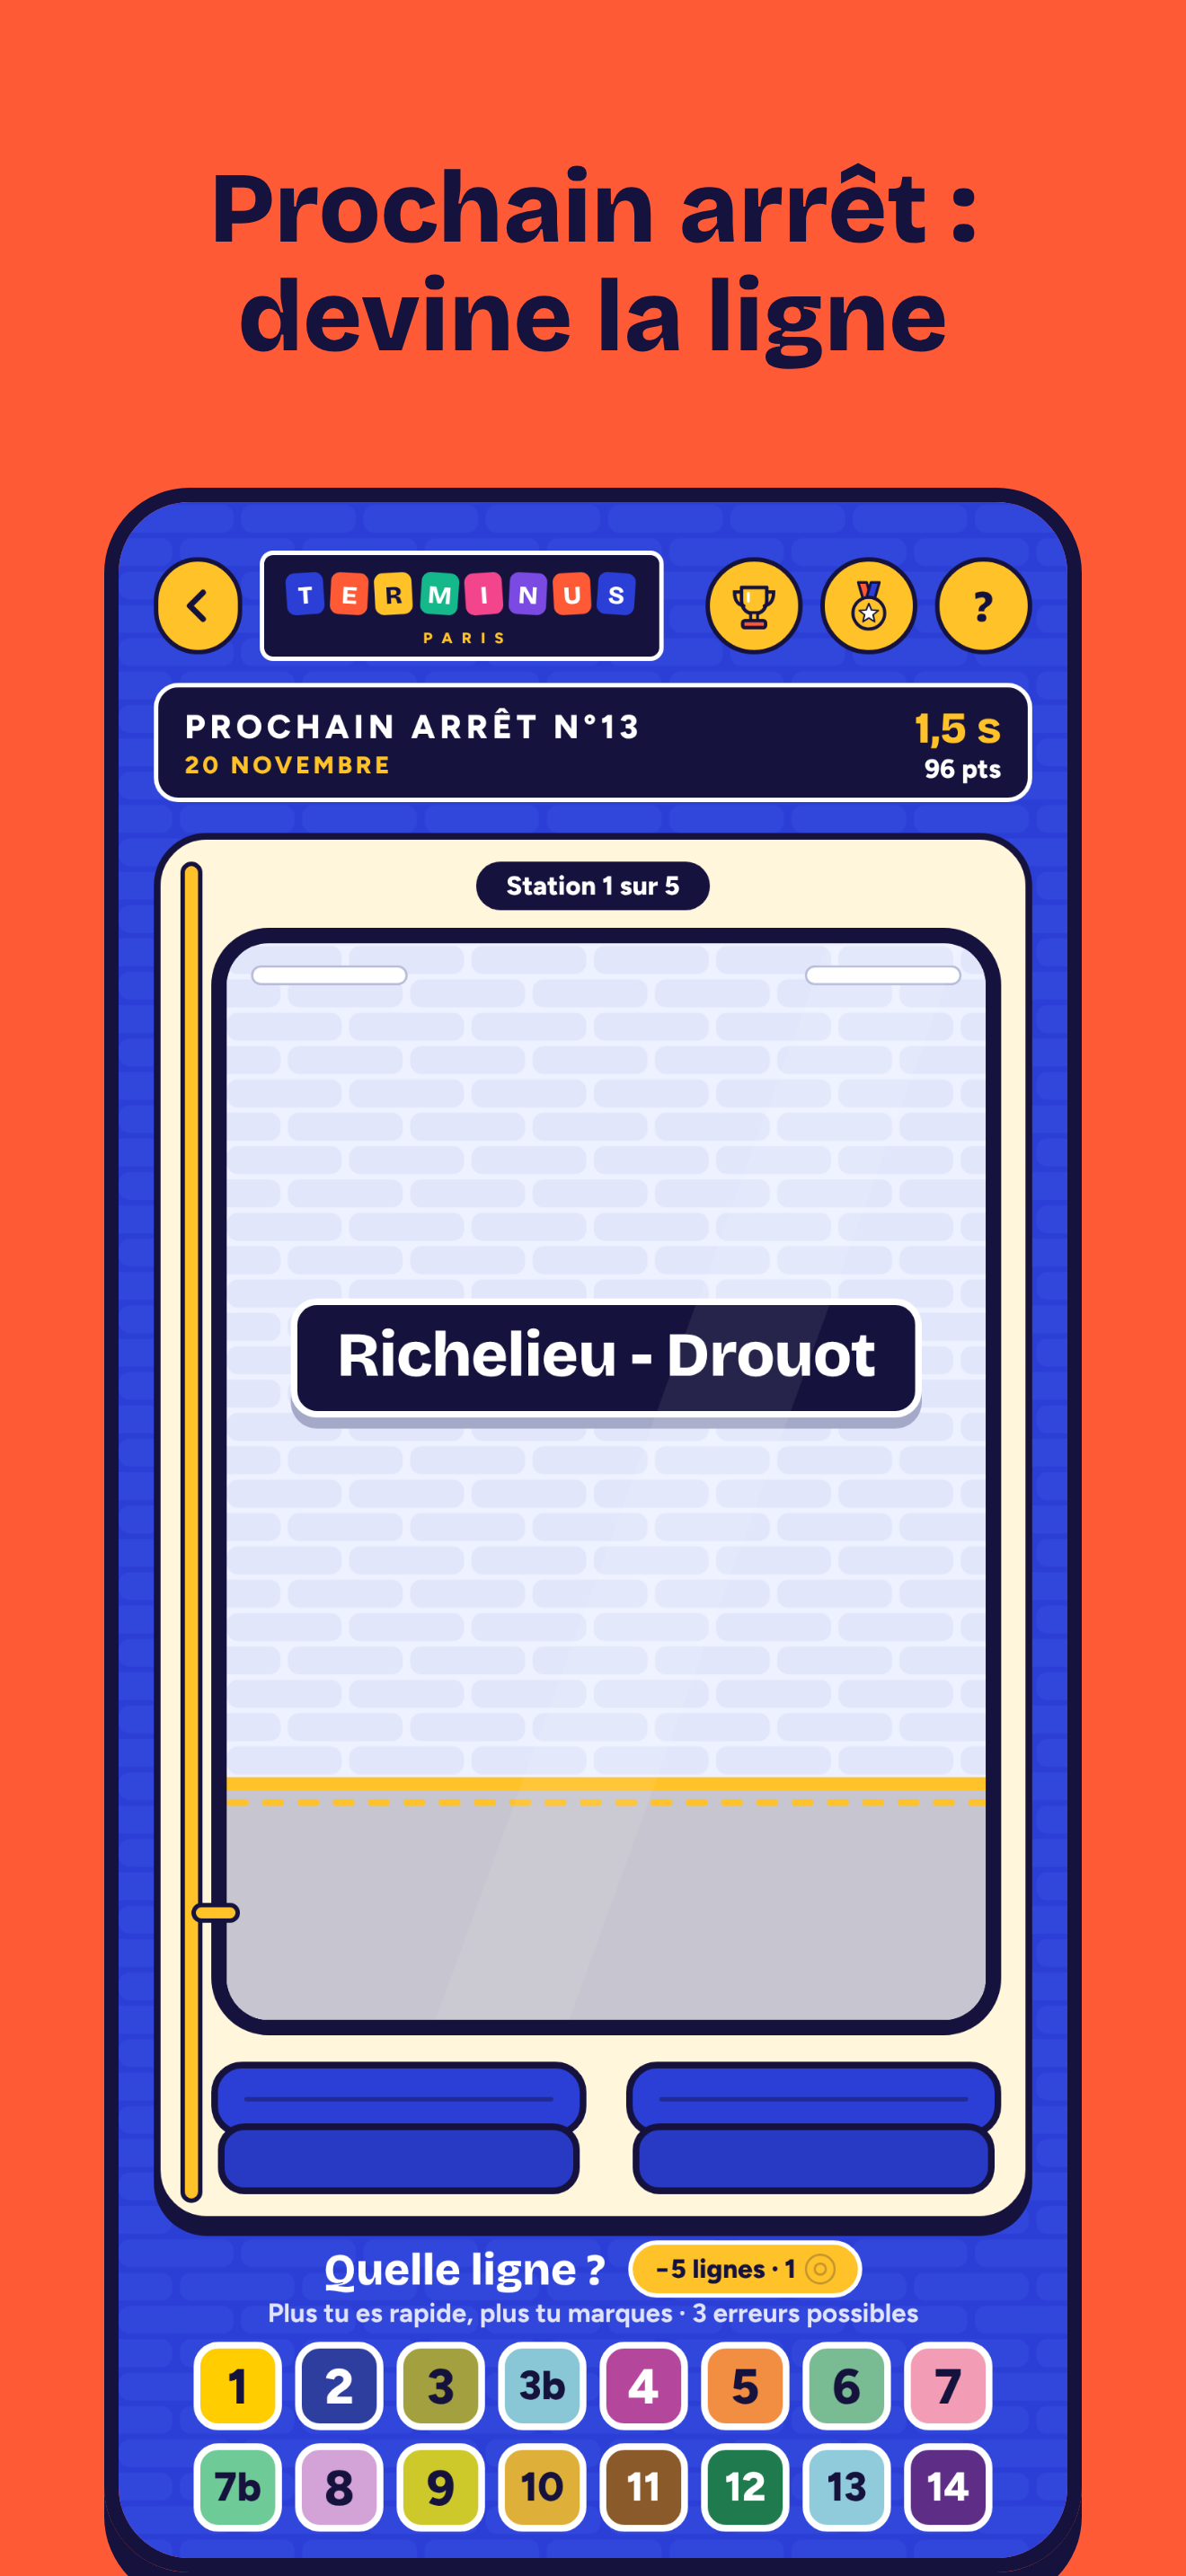 Prochain arrêt :
devine la ligne
TERMINUS
PARIS
?
PROCHAIN ARRÊT N°13
1,5 s
20 NOVEMBRE
96 pts
Station 1 sur 5
Richelieu - Drouot
Quelle ligne ?
-5 lignes · 1
Plus tu es rapide, plus tu marques · 3 erreurs possibles
1 2 3 3b 4 5 6 7
7b 8 9 10 11 12 13 14